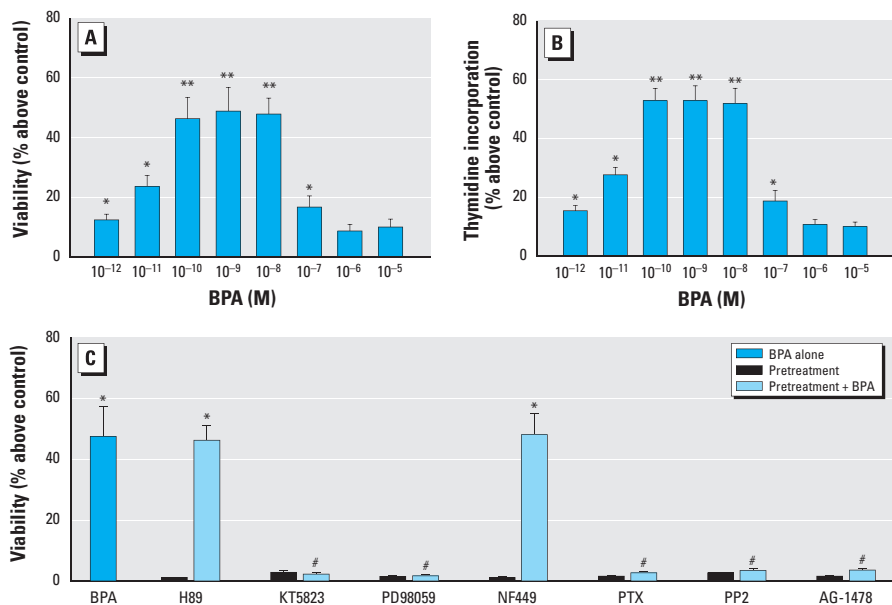 A
Viability (% above control)
80
60
40
20
0
*
*
**
**
**
*
10–12
10–11
10–10
10–9
10–8
10–7
10–6
10–5
BPA (M)
B
Thymidine incorporation
(% above control)
80
60
40
20
0
*
*
**
**
**
*
10–12
10–11
10–10
10–9
10–8
10–7
10–6
10–5
BPA (M)
C
Viability (% above control)
80
60
40
20
0
BPA alone
Pretreatment
Pretreatment + BPA
*
*
#
#
*
#
#
#
BPA
H89
KT5823
PD98059
NF449
PTX
PP2
AG-1478